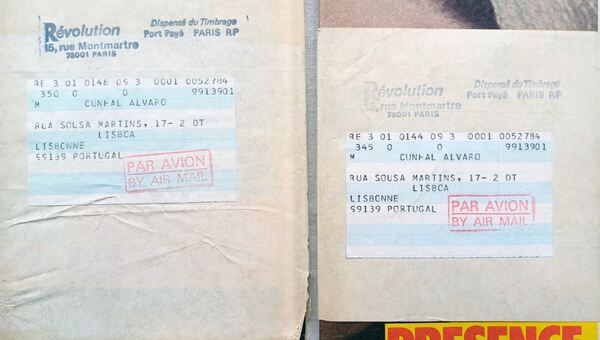 Révolution
15, rue Montmartre
75001 PARIS
Dispensé du Timbrage
Port Payé PARIS RP
RE 3 01 0146 09 3 0001 0052784
350 0 0 9913901
M CUNHAL ALVARO
RUA SOUSA MARTINS, 17- 2 DT
LISBOA
LISBONNE
99139 PORTUGAL
PAR AVION
BY AIR MAIL
Révolution
15, rue Montmartre
75001 PARIS
Dispensé du Timbrage
Port Payé PARIS RP
RE 3 01 0144 09 3 0001 0052784
345 0 0 9913901
M CUNHAL ALVARO
RUA SOUSA MARTINS, 17- 2 DT
LISBOA
LISBONNE
99139 PORTUGAL
PAR AVION
BY AIR MAIL
PRESENCE